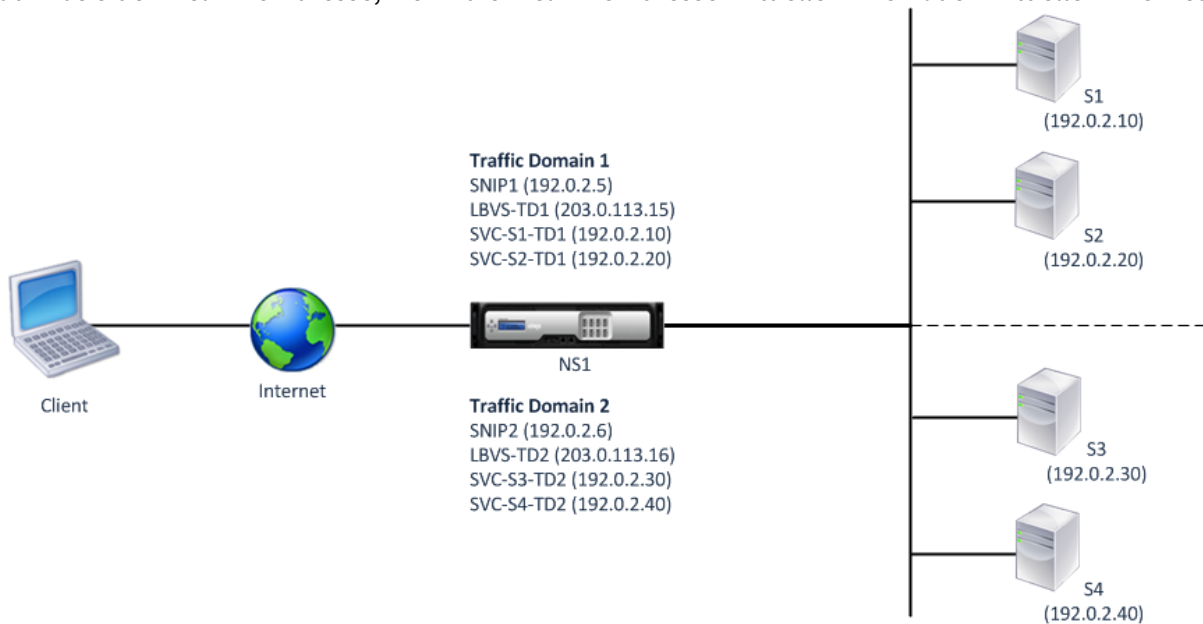 Traffic Domain 1
SNIP1 (192.0.2.5)
LBVS-TD1 (203.0.113.15)
SVC-S1-TD1 (192.0.2.10)
SVC-S2-TD1 (192.0.2.20)
S1
(192.0.2.10)
S2
(192.0.2.20)
Client
Internet
NS1
Traffic Domain 2
SNIP2 (192.0.2.6)
LBVS-TD2 (203.0.113.16)
SVC-S3-TD2 (192.0.2.30)
SVC-S4-TD2 (192.0.2.40)
S3
(192.0.2.30)
S4
(192.0.2.40)